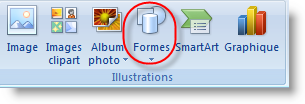 Image
Images
clipart
Album
photo
Formes
SmartArt
Graphique
Illustrations